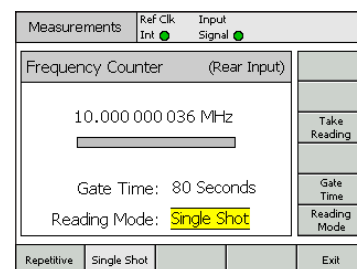 Measurements
Ref Clk Input
Int Signal
Frequency Counter (Rear Input)
10.000 000 036 MHz
Take
Reading
Gate Time: 80 Seconds
Gate
Time
Reading Mode: Single Shot
Reading
Mode
Repetitive Single Shot Exit